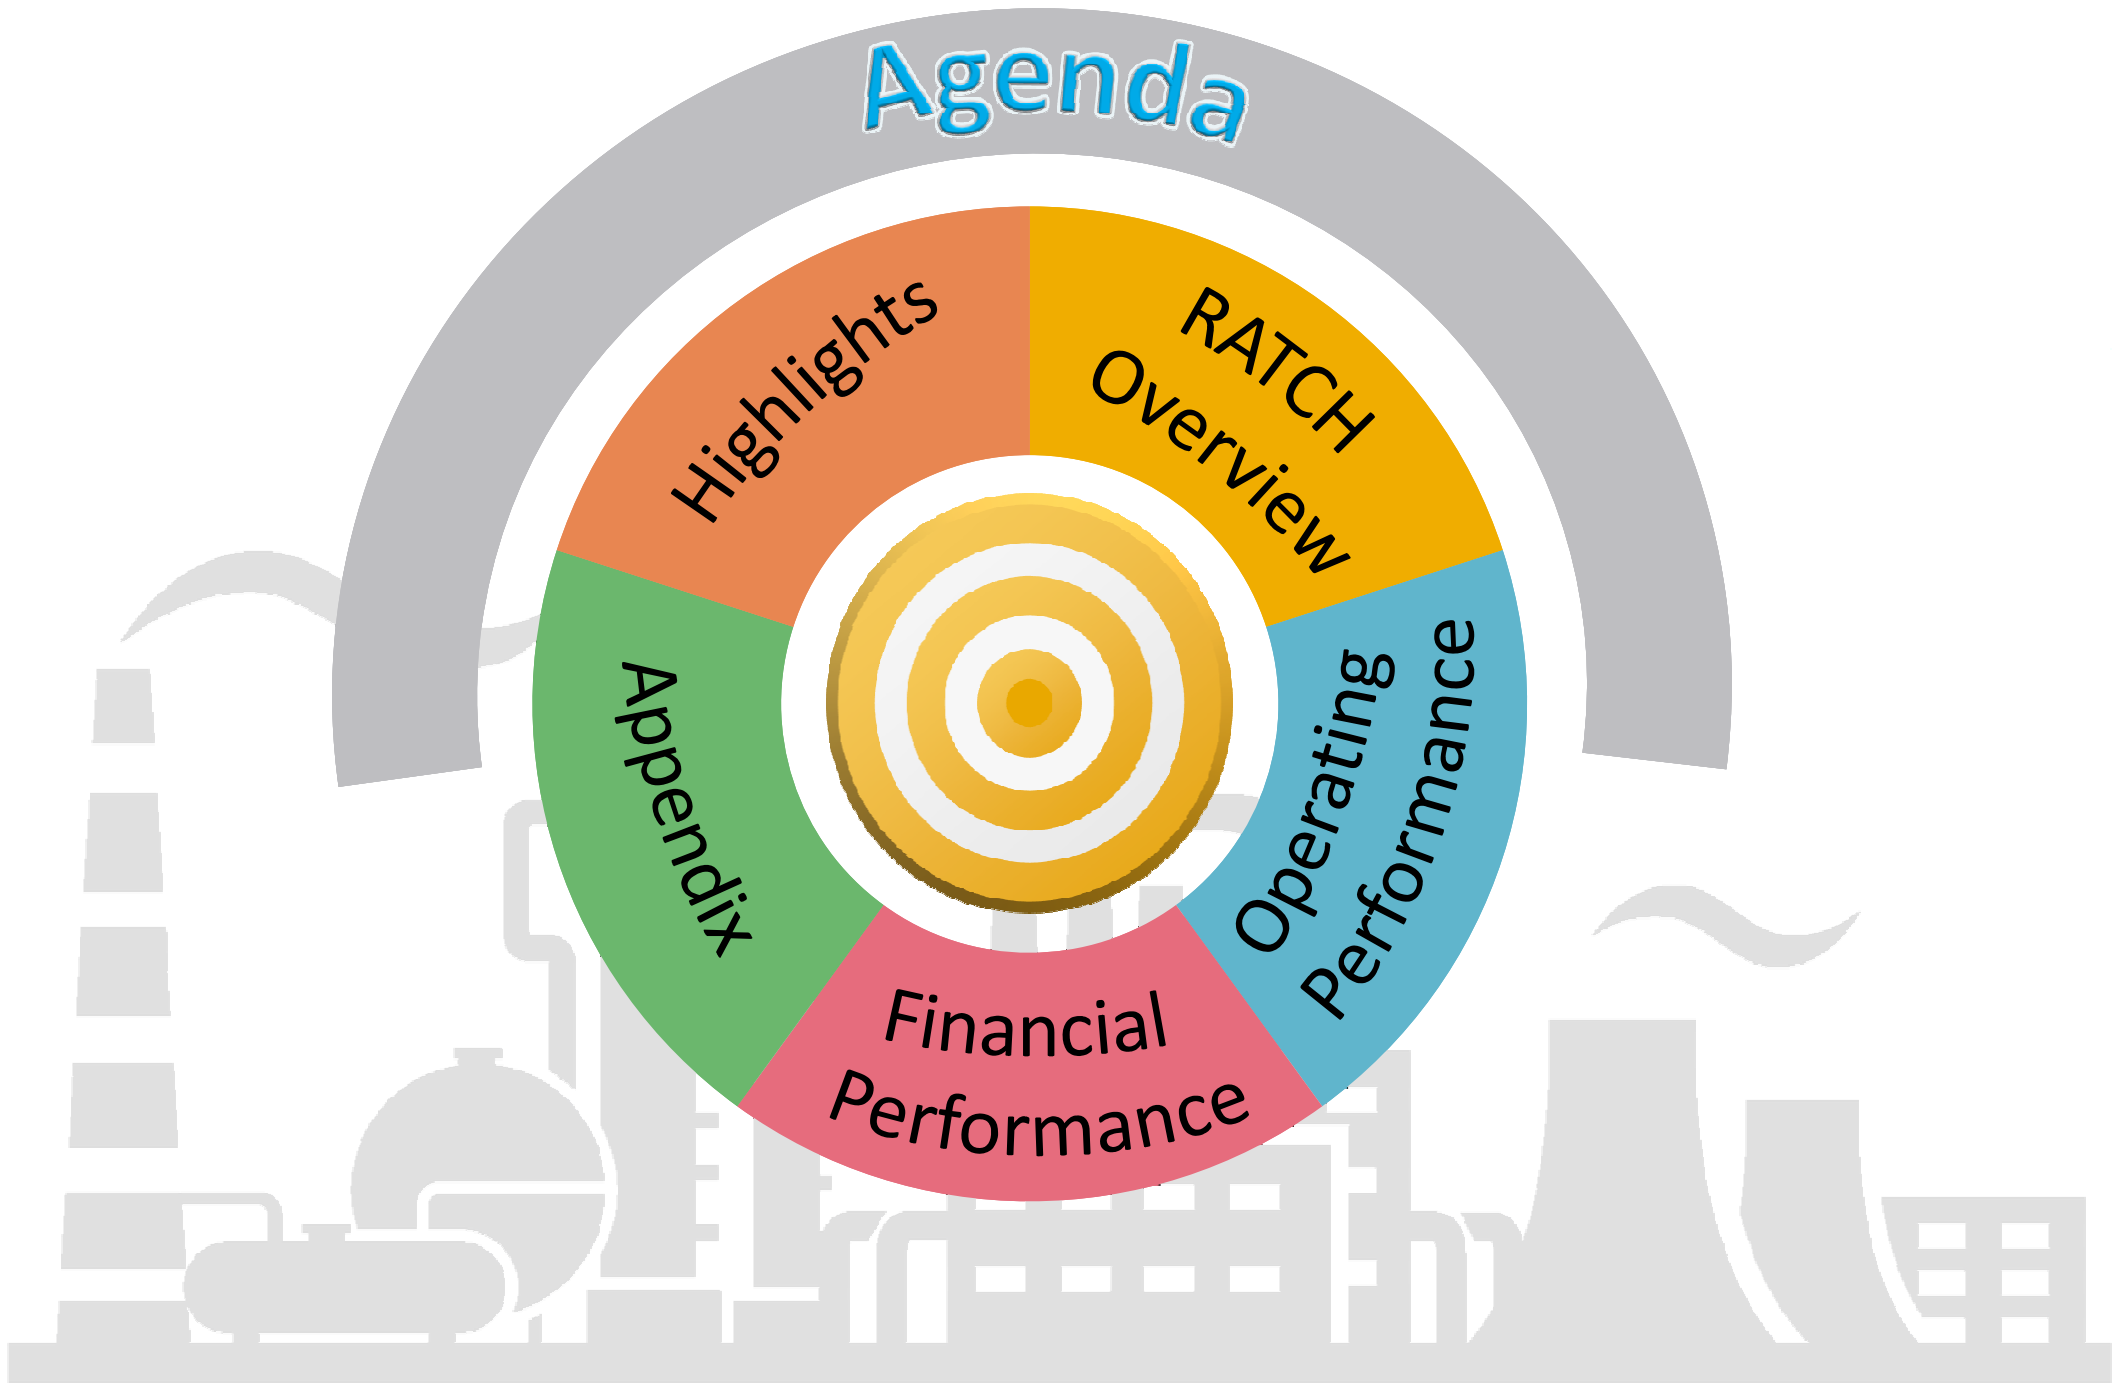 Agenda
Highlights
RATCH
Overview
Operating
Performance
Financial
Performance
Appendix